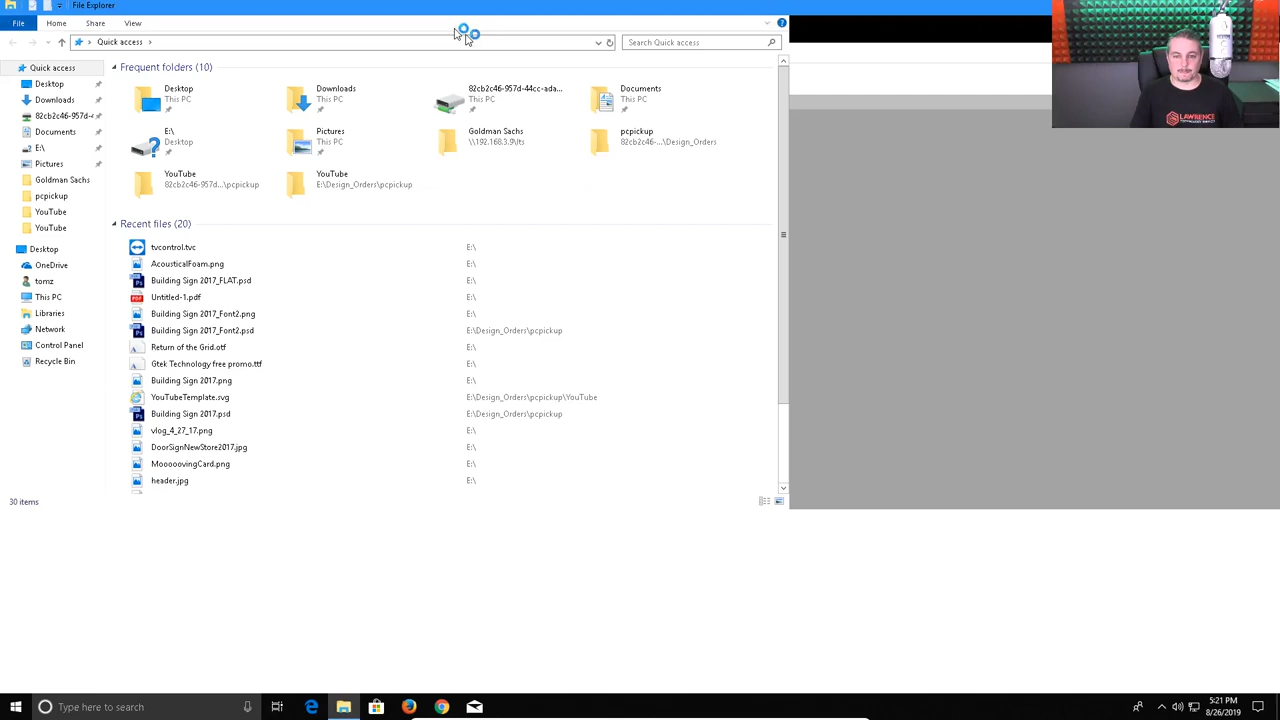 File Explorer
File Home Share View
Quick access Search Quick access
Quick access
Desktop
Downloads
82cb2c46-957d-4
Documents
E:\
Pictures
Goldman Sachs
pcpickup
YouTube
YouTube
Desktop
OneDrive
tomz
This PC
Libraries
Network
Control Panel
Recycle Bin
Frequent folders (10)
Desktop
This PC
Downloads
This PC
82cb2c46-957d-44cc-ada...
This PC
Documents
This PC
E:\
Desktop
Pictures
This PC
Goldman Sachs
\\192.168.3.9\lts
pcpickup
82cb2c46-...\Design_Orders
YouTube
82cb2c46-957d...\pcpickup
YouTube
E:\Design_Orders\pcpickup
Recent files (20)
tvcontrol.tvc E:\
AcousticalFoam.png E:\
Building Sign 2017_FLAT.psd E:\
Untitled-1.pdf E:\
Building Sign 2017_Font2.png E:\
Building Sign 2017_Font2.psd E:\Design_Orders\pcpickup
Return of the Grid.otf E:\
Gtek Technology free promo.ttf E:\
Building Sign 2017.png E:\
YouTubeTemplate.svg E:\Design_Orders\pcpickup\YouTube
Building Sign 2017.psd E:\Design_Orders\pcpickup
vlog_4_27_17.png E:\
DoorSignNewStore2017.jpg E:\
MooooovingCard.png E:\
header.jpg E:\
30 items
LAWRENCE
Type here to search
5:21 PM
8/26/2019